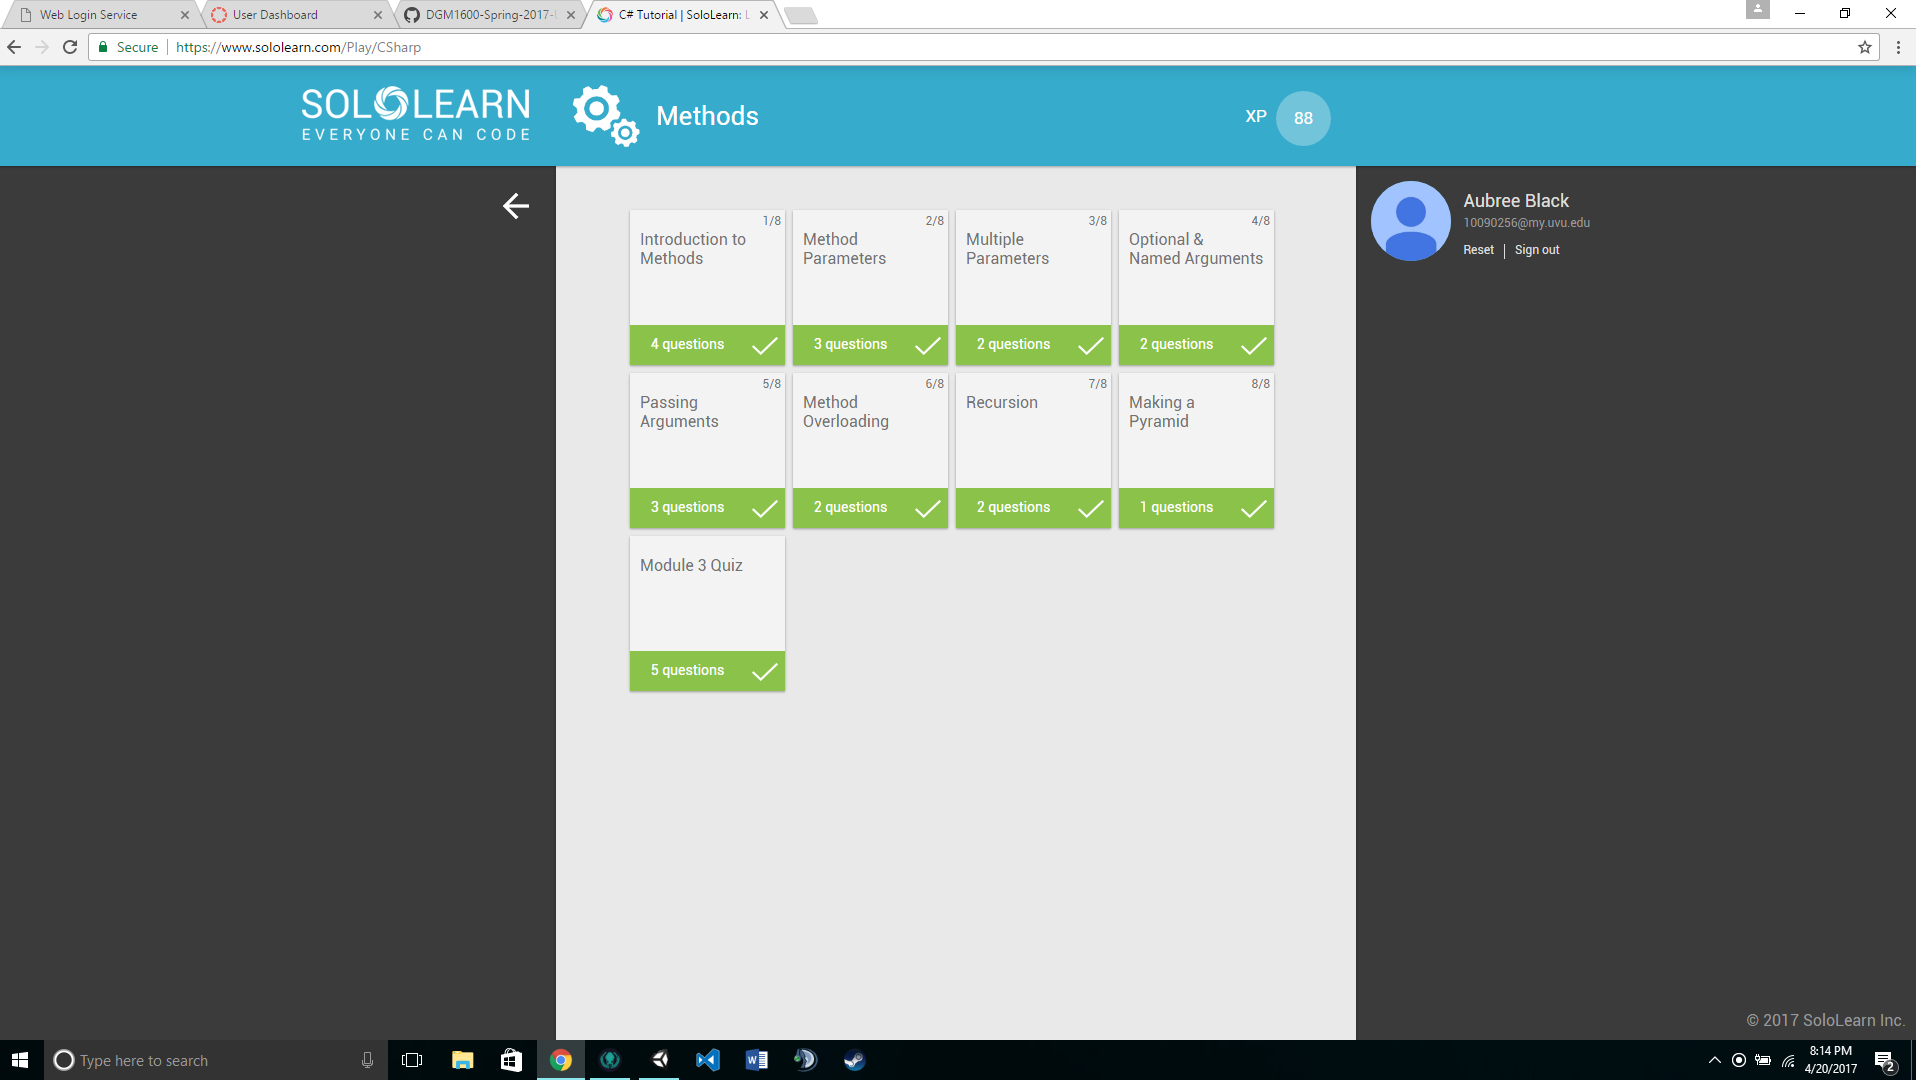 Web Login Service
User Dashboard
DGM1600-Spring-2017-
C# Tutorial | SoloLearn:
Secure
https://www.sololearn.com/Play/CSharp
SOLOLEARN
EVERYONE CAN CODE
Methods
XP
88
Aubree Black
10090256@my.uvu.edu
Reset | Sign out
1/8
Introduction to
Methods
4 questions
2/8
Method
Parameters
3 questions
3/8
Multiple
Parameters
2 questions
4/8
Optional &
Named Arguments
2 questions
5/8
Passing
Arguments
3 questions
6/8
Method
Overloading
2 questions
7/8
Recursion
2 questions
8/8
Making a
Pyramid
1 questions
Module 3 Quiz
5 questions
© 2017 SoloLearn Inc.
Type here to search
8:14 PM
4/20/2017
2